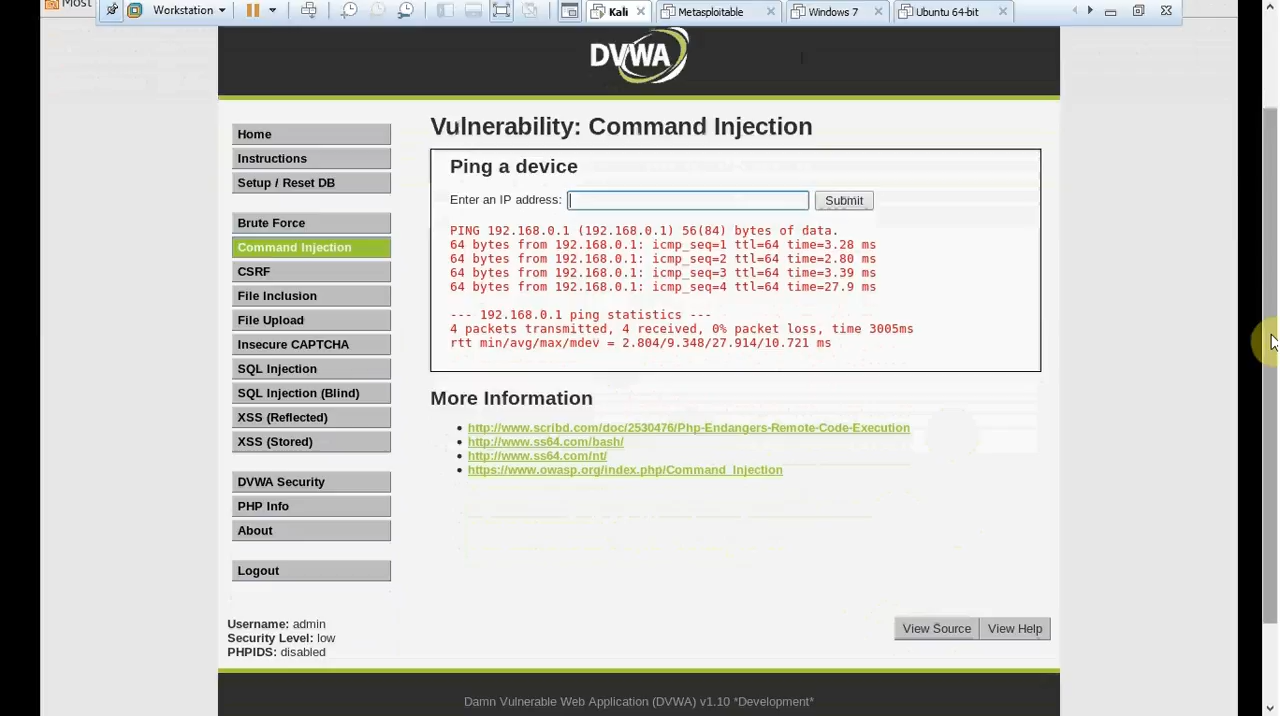 Most
Workstation
Kali
Metasploitable
Windows 7
Ubuntu 64-bit
DVWA
Home
Instructions
Setup / Reset DB
Brute Force
Command Injection
CSRF
File Inclusion
File Upload
Insecure CAPTCHA
SQL Injection
SQL Injection (Blind)
XSS (Reflected)
XSS (Stored)
DVWA Security
PHP Info
About
Logout
Username: admin
Security Level: low
PHPIDS: disabled
Vulnerability: Command Injection
Ping a device
Enter an IP address:
Submit
PING 192.168.0.1 (192.168.0.1) 56(84) bytes of data.
64 bytes from 192.168.0.1: icmp_seq=1 ttl=64 time=3.28 ms
64 bytes from 192.168.0.1: icmp_seq=2 ttl=64 time=2.80 ms
64 bytes from 192.168.0.1: icmp_seq=3 ttl=64 time=3.39 ms
64 bytes from 192.168.0.1: icmp_seq=4 ttl=64 time=27.9 ms
--- 192.168.0.1 ping statistics ---
4 packets transmitted, 4 received, 0% packet loss, time 3005ms
rtt min/avg/max/mdev = 2.804/9.348/27.914/10.721 ms
More Information
http://www.scribd.com/doc/2530476/Php-Endangers-Remote-Code-Execution
http://www.ss64.com/bash/
http://www.ss64.com/nt/
https://www.owasp.org/index.php/Command_Injection
View Source
View Help
Damn Vulnerable Web Application (DVWA) v1.10 *Development*